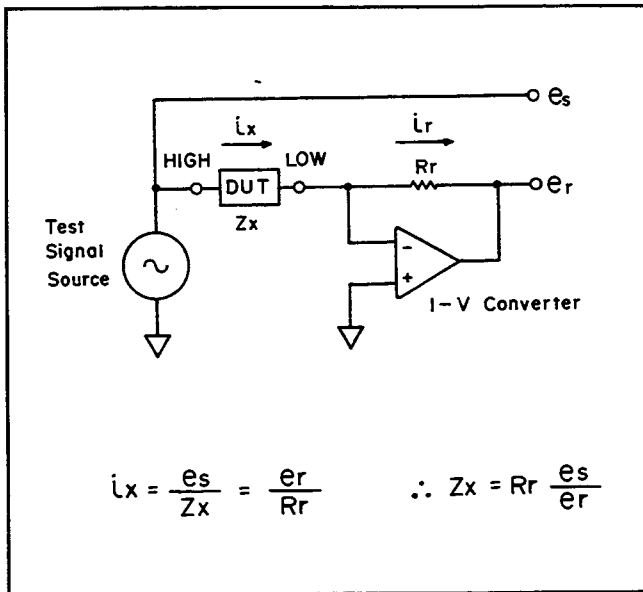 es
ix
ir
HIGH
LOW
Rr
DUT
er
Zx
Test
Signal
Source
~
-
+
I-V Converter
ix = es/Zx = er/Rr ∴ Zx = Rr es/er